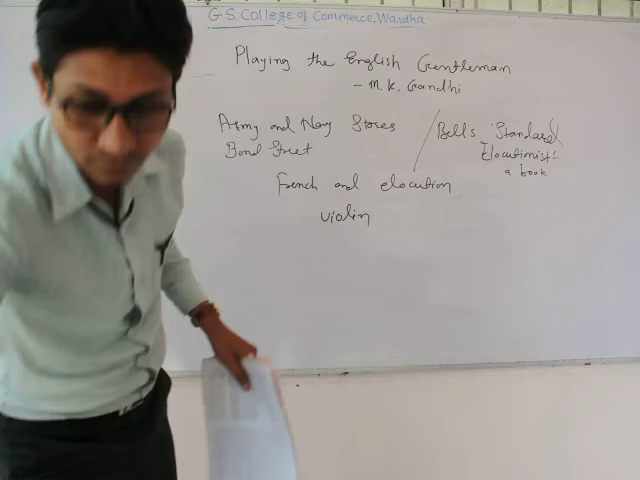 G.S. College of Commerce, Wardha
Playing the English Gentleman
- M. K. Gandhi
Army and Navy Stores
Bond Street
Bell's Standard
Elocutionist
a book
French and elocution
violin